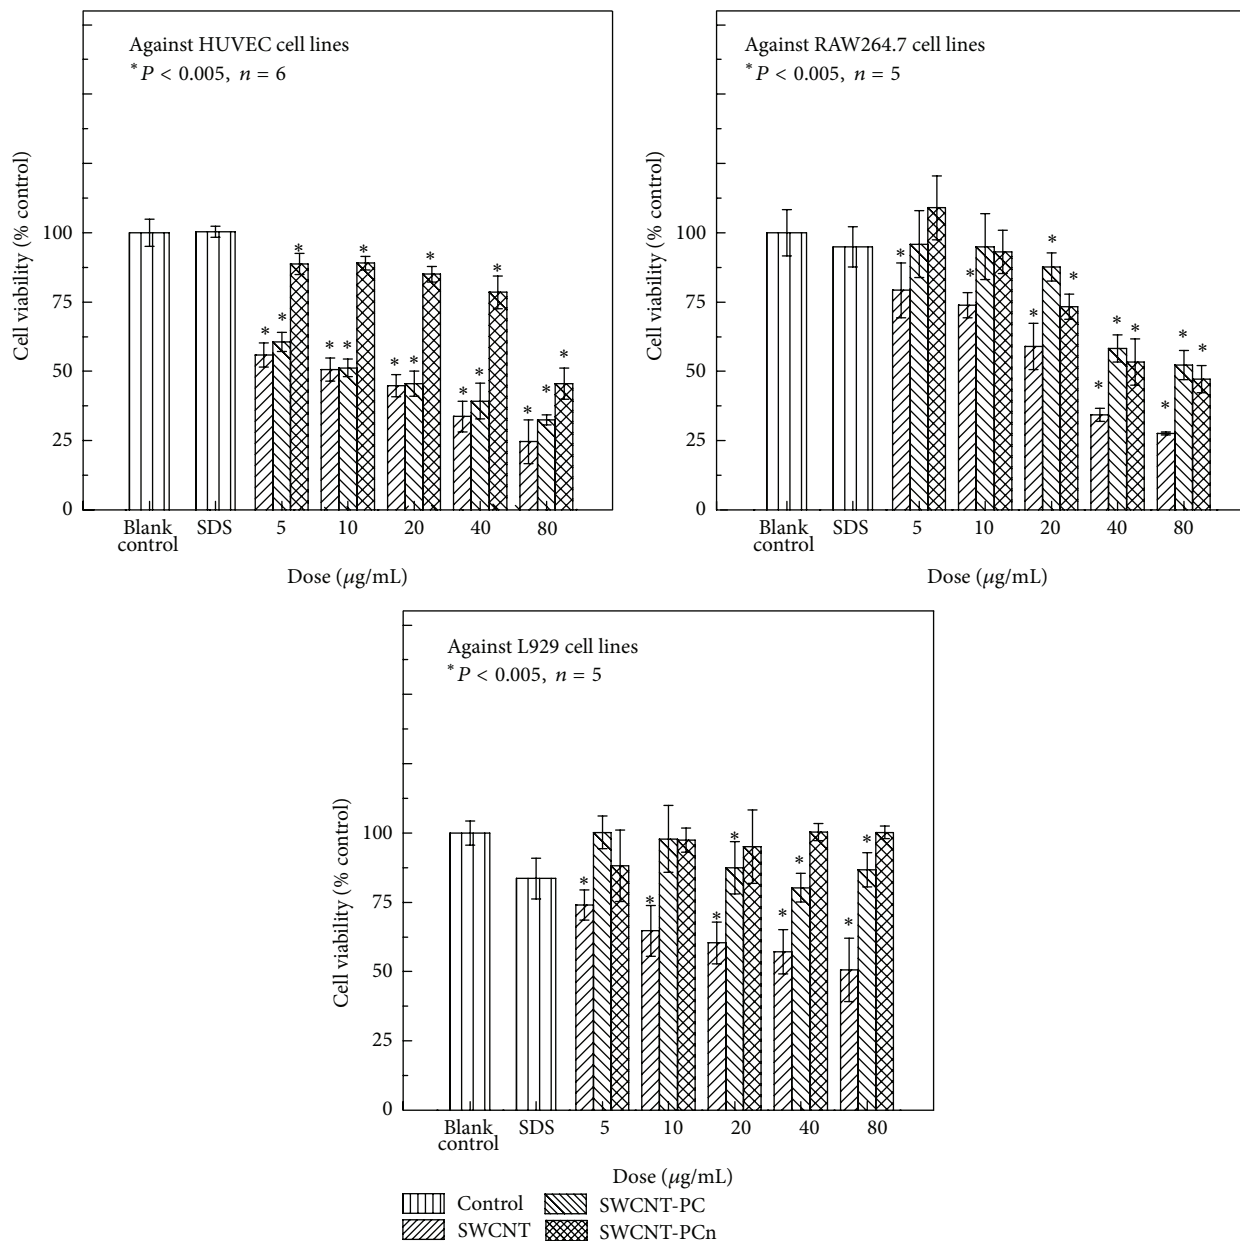 Against HUVEC cell lines
* P < 0.005, n = 6
Cell viability (% control)
100
75
50
25
0
Blank control
SDS
5
10
20
40
80
Dose (μg/mL)
* * * * * * * * * * * * * * *
Against RAW264.7 cell lines
* P < 0.005, n = 5
Cell viability (% control)
100
75
50
25
0
Blank control
SDS
5
10
20
40
80
Dose (μg/mL)
* * * * * * * * * * *
Against L929 cell lines
* P < 0.005, n = 5
Cell viability (% control)
100
75
50
25
0
Blank control
SDS
5
10
20
40
80
Dose (μg/mL)
* * * * * * * *
Control
SWCNT
SWCNT-PC
SWCNT-PCn